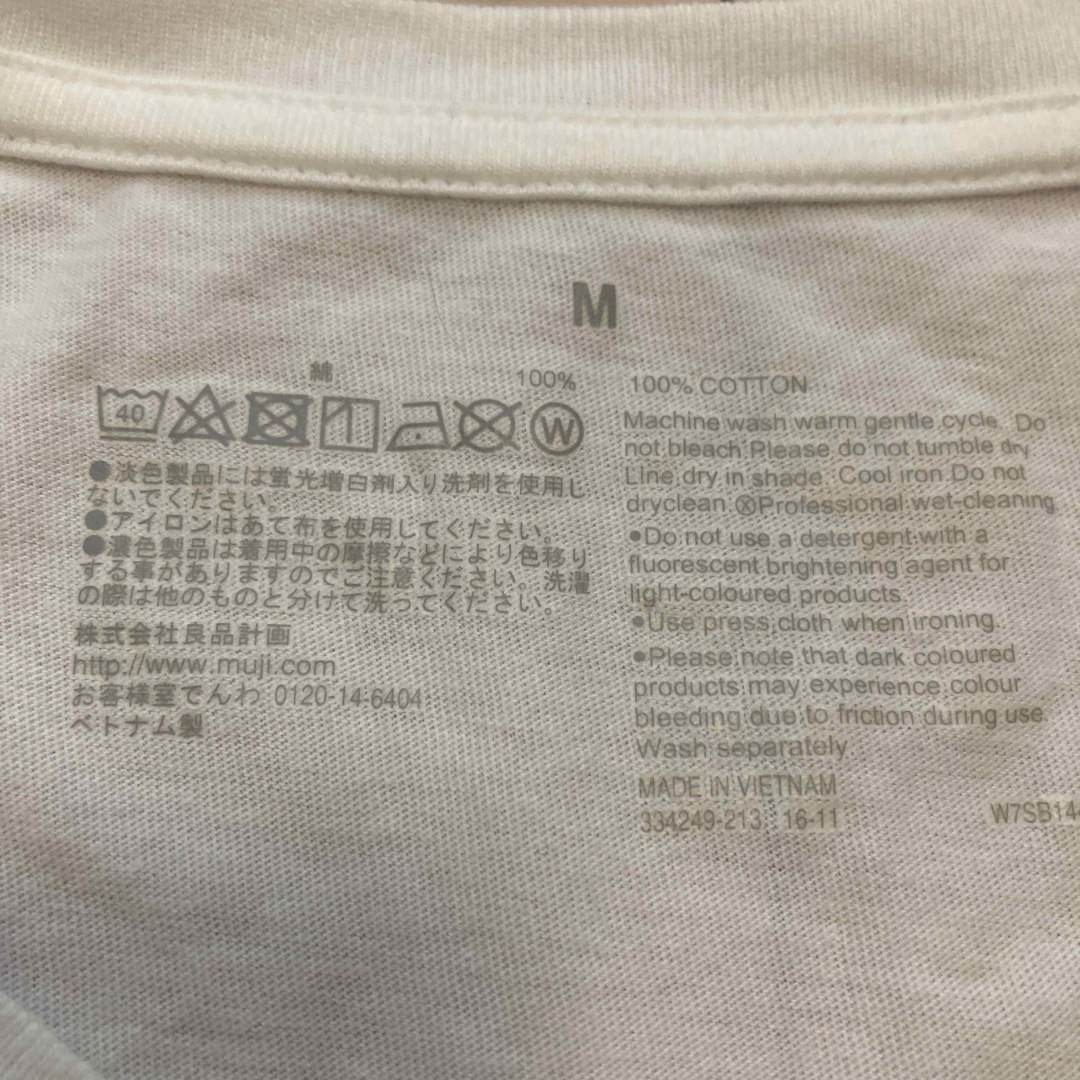 M
綿 100%
40
W
●淡色製品には蛍光増白剤入り洗剤を使用し
ないでください。
●アイロンはあて布を使用してください。
●濃色製品は着用中の摩擦などにより色移り
する事がありますのでご注意ください。洗濯
の際は他のものと分けて洗ってください。
株式会社良品計画
http://www.muji.com
お客様室でんわ 0120-14-6404
ベトナム製
100% COTTON
Machine wash warm gentle cycle. Do
not bleach Please do not tumble dry
Line dry in shade. Cool iron Do not
dryclean. ⓦProfessional wet-cleaning
●Do not use a detergent with a
fluorescent brightening agent for
light-coloured products.
●Use press cloth when ironing.
●Please note that dark coloured
products may experience colour
bleeding due to friction during use.
Wash separately
MADE IN VIETNAM
334249-213 16-11
W7SB14